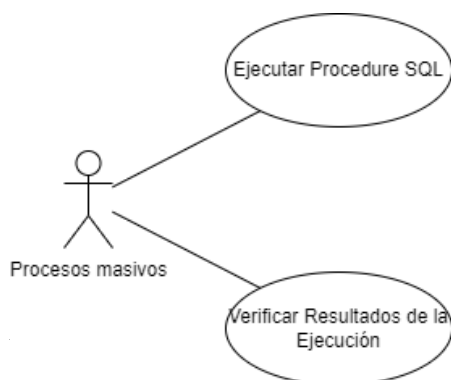 Ejecutar Procedure SQL
Procesos masivos
Verificar Resultados de la
Ejecución